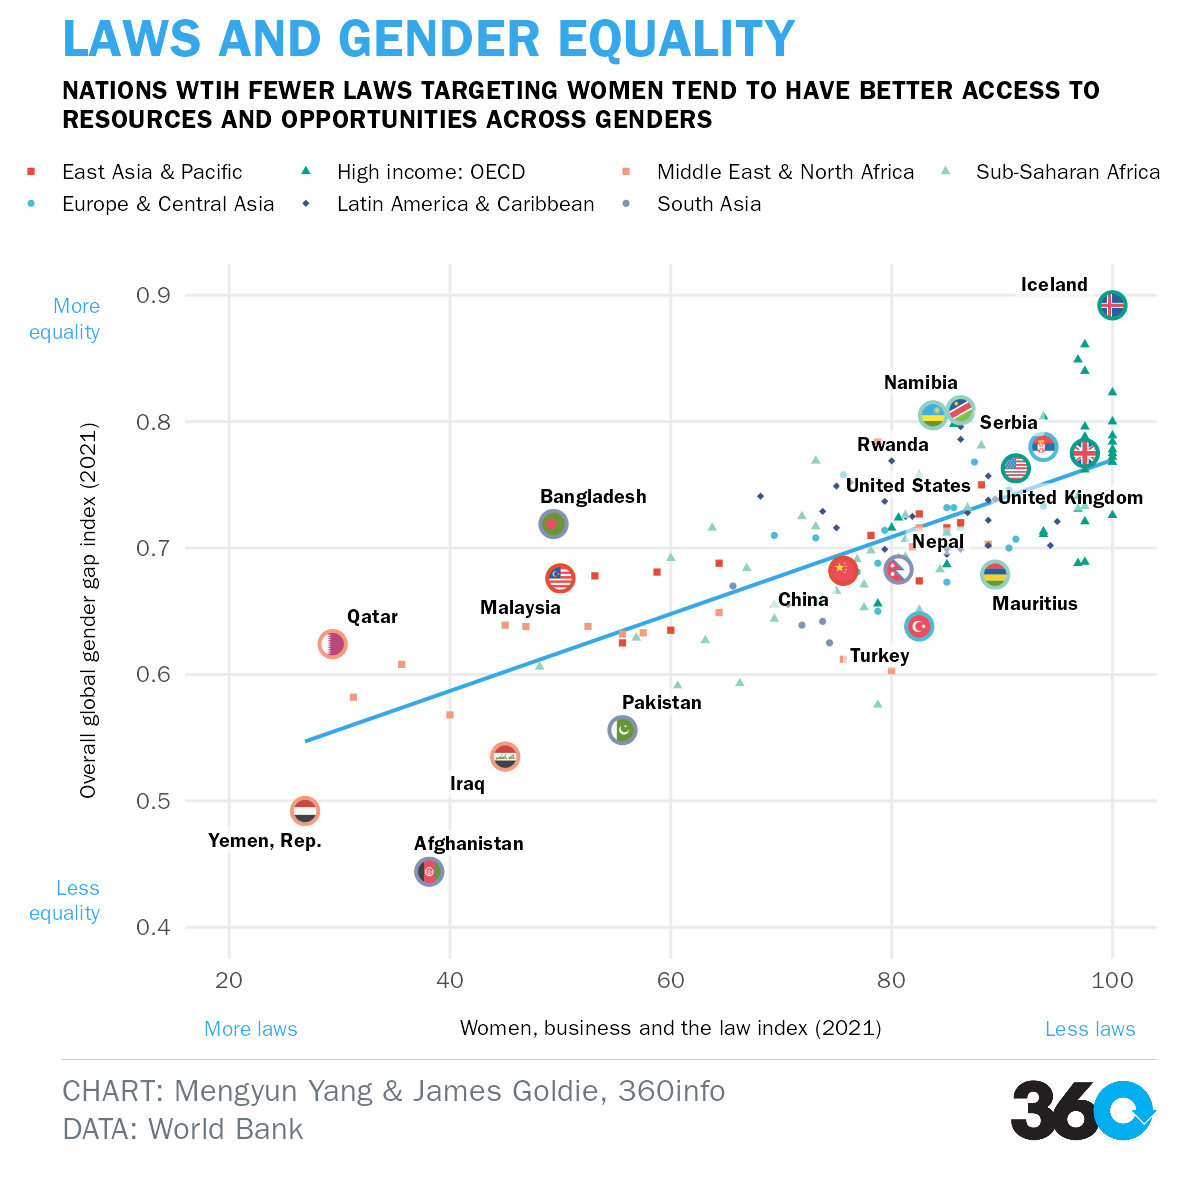 LAWS AND GENDER EQUALITY
NATIONS WTIH FEWER LAWS TARGETING WOMEN TEND TO HAVE BETTER ACCESS TO
RESOURCES AND OPPORTUNITIES ACROSS GENDERS
East Asia & Pacific
High income: OECD
Middle East & North Africa
Sub-Saharan Africa
Europe & Central Asia
Latin America & Caribbean
South Asia
More
equality
0.9
Iceland
Namibia
0.8
Serbia
Rwanda
United States
Bangladesh
United Kingdom
Nepal
0.7
China
Malaysia
Mauritius
Qatar
Turkey
0.6
Pakistan
Iraq
0.5
Yemen, Rep.
Afghanistan
Less
equality
0.4
Overall global gender gap index (2021)
20
40
60
80
100
More laws
Women, business and the law index (2021)
Less laws
CHART: Mengyun Yang & James Goldie, 360info
DATA: World Bank
360